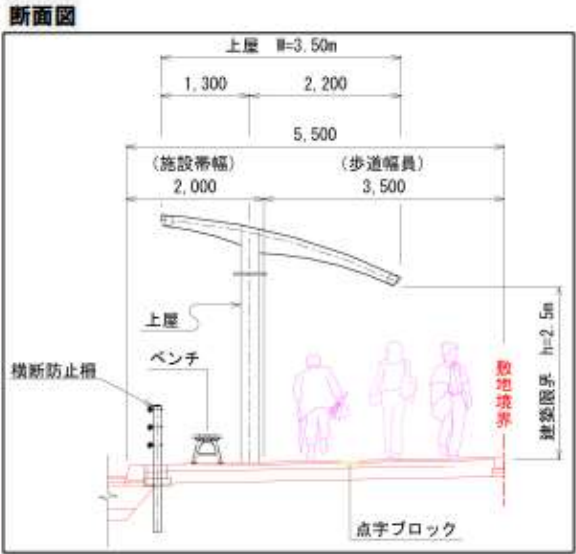 断面図
上屋 W=3.50m
1,300 2,200
5,500
(施設帯幅) (歩道幅員)
2,000 3,500
上屋
ベンチ
横断防止柵
敷地境界
建築限界 h=2.5m
点字ブロック